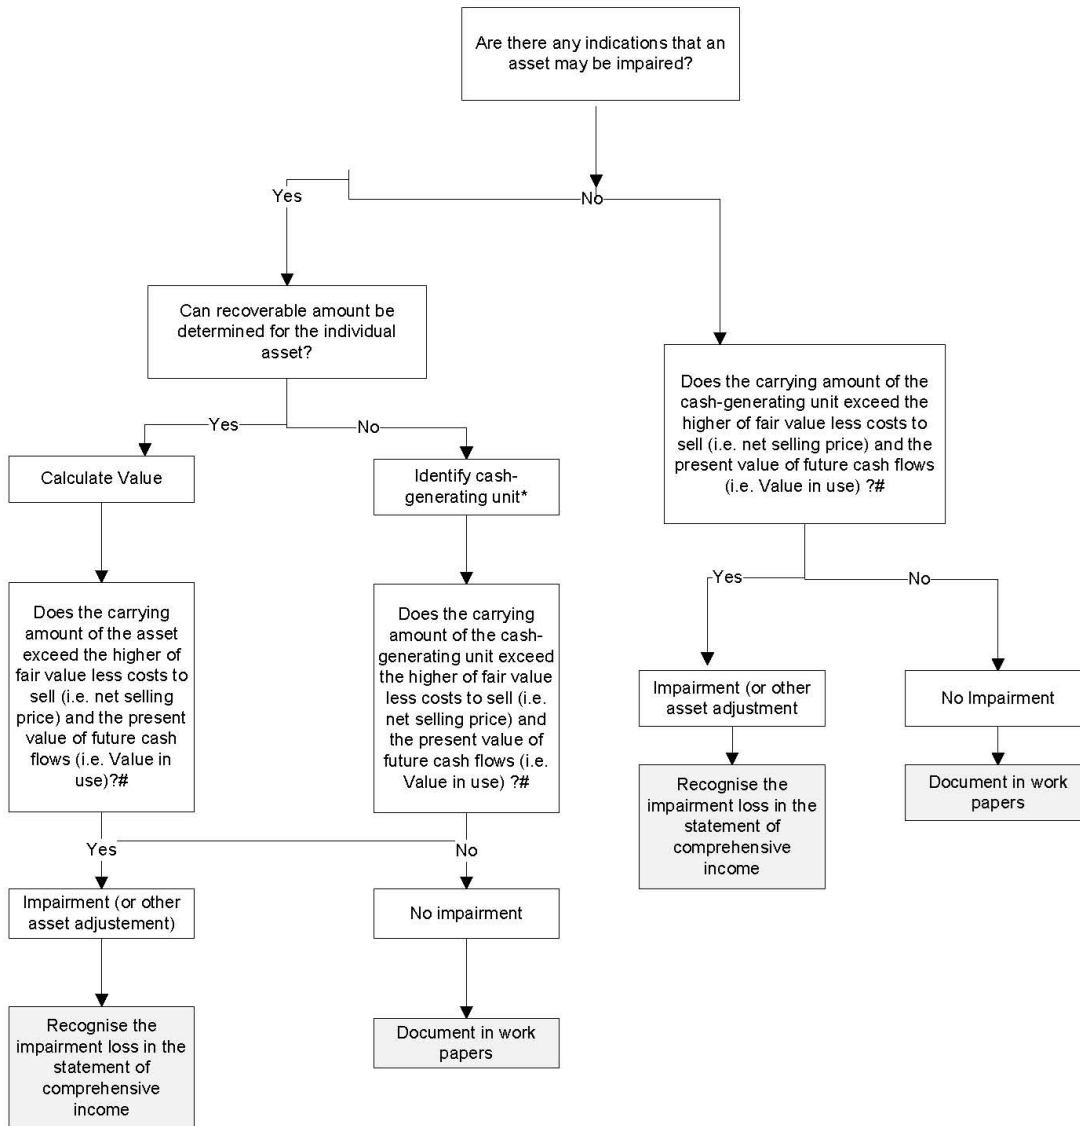 Are there any indications that an
asset may be impaired?
Yes
No
Can recoverable amount be
determined for the individual
asset?
Does the carrying amount of the
cash-generating unit exceed the
higher of fair value less costs to
sell (i.e. net selling price) and the
present value of future cash flows
(i.e. Value in use) ?#
Yes
No
Calculate Value
Identify cash-
generating unit*
Yes
No
Does the carrying
amount of the asset
exceed the higher of
fair value less costs to
sell (i.e. net selling
price) and the present
value of future cash
flows (i.e. Value in
use)?#
Does the carrying
amount of the cash-
generating unit exceed
the higher of fair value
less costs to sell (i.e.
net selling price) and
the present value of
future cash flows (i.e.
Value in use) ?#
Impairment (or other
asset adjustment
No Impairment
Recognise the
impairment loss in the
statement of
comprehensive
income
Document in work
papers
Yes
No
Impairment (or other
asset adjustement)
No impairment
Recognise the
impairment loss in the
statement of
comprehensive
income
Document in work
papers